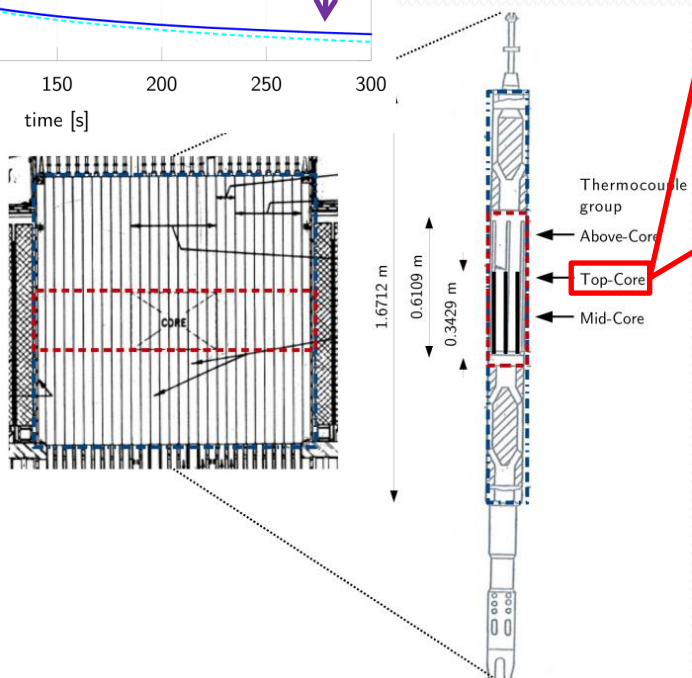 150 200 250 300
time [s]
CORE
1.6712 m
0.6109 m
0.3429 m
Thermocouple
group
Above-Core
Top-Core
Mid-Core